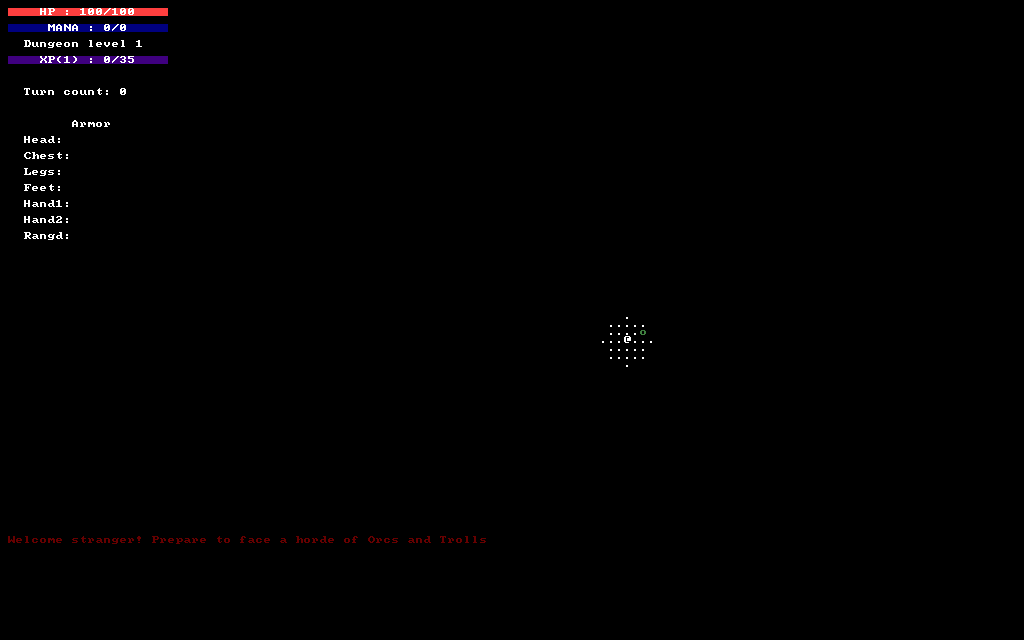 HP : 100/100
MANA : 0/0
Dungeon level 1
XP(1) : 0/35
Turn count: 0
Armor
Head:
Chest:
Legs:
Feet:
Hand1:
Hand2:
Rangd:
Welcome stranger! Prepare to face a horde of Orcs and Trolls